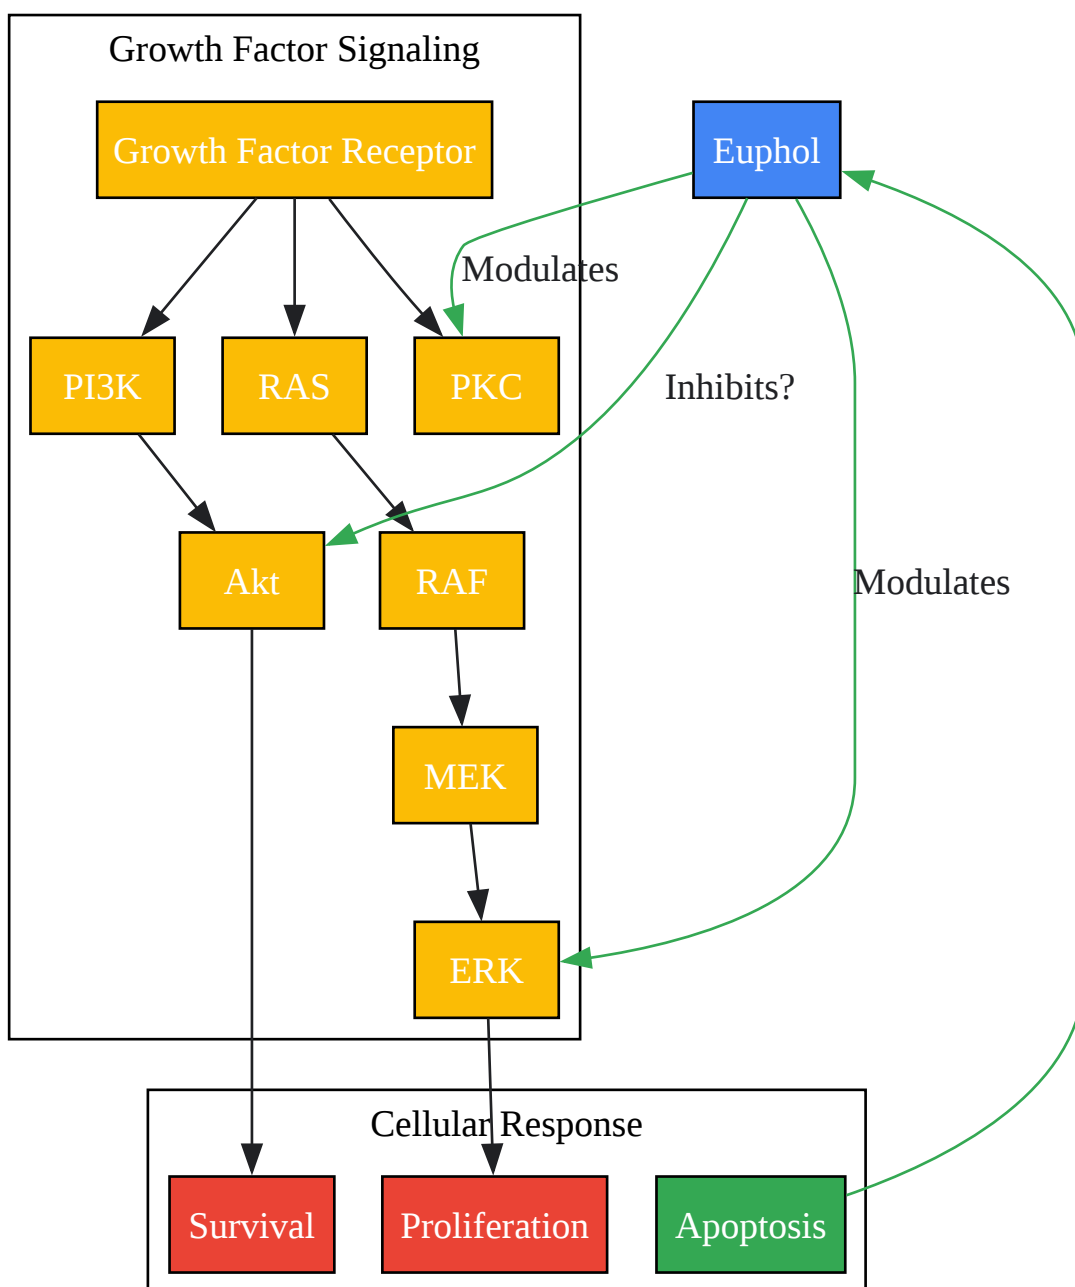 Growth Factor Signaling
Growth Factor Receptor
Euphol
Modulates
PI3K
RAS
PKC
Inhibits?
Akt
RAF
Modulates
MEK
ERK
Cellular Response
Survival
Proliferation
Apoptosis